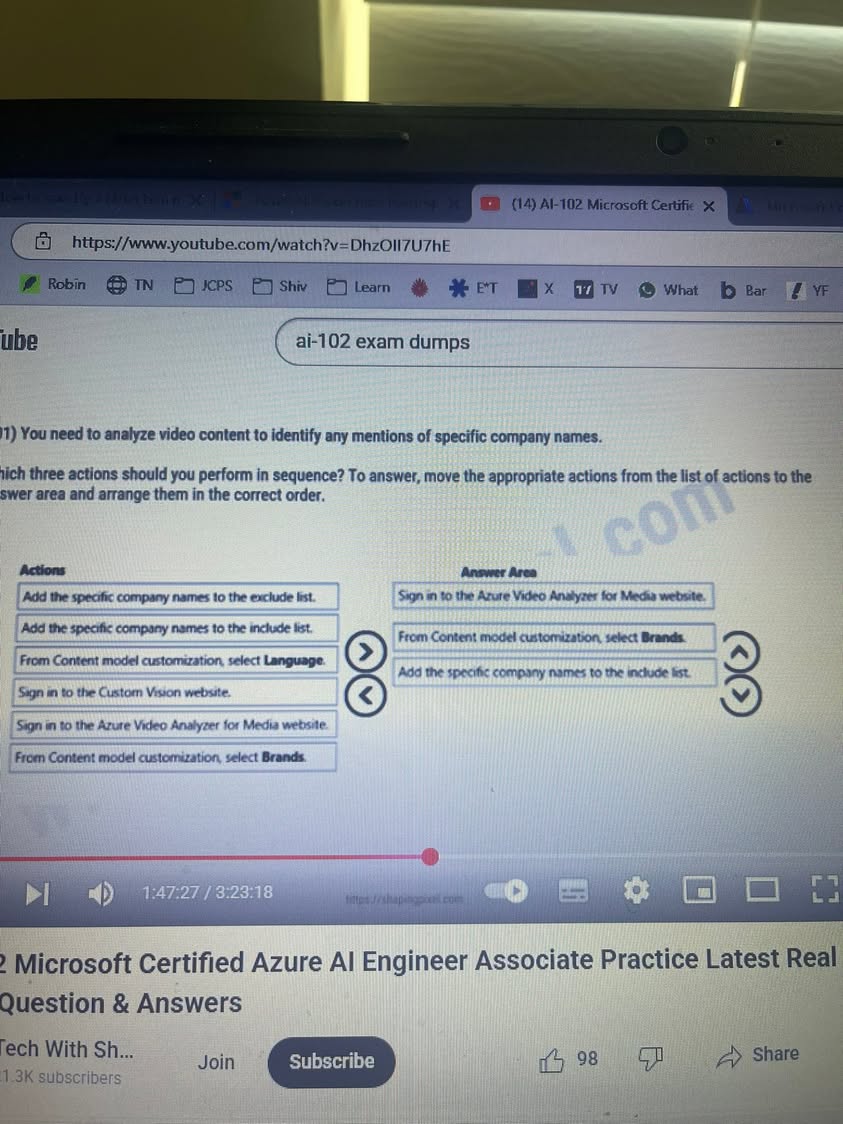 (14) AI-102 Microsoft Certifie
https://www.youtube.com/watch?v=DhzOII7U7hE
Robin TN JCPS Shiv Learn E*T X 17 TV What b Bar YF
ube
ai-102 exam dumps
1) You need to analyze video content to identify any mentions of specific company names.
hich three actions should you perform in sequence? To answer, move the appropriate actions from the list of actions to the
swer area and arrange them in the correct order.
com
Actions
Add the specific company names to the exclude list.
Add the specific company names to the include list.
From Content model customization, select Language.
Sign in to the Custom Vision website.
Sign in to the Azure Video Analyzer for Media website.
From Content model customization, select Brands.
Answer Area
Sign in to the Azure Video Analyzer for Media website.
From Content model customization, select Brands.
Add the specific company names to the include list.
1:47:27 / 3:23:18
https://shapingpixel.com
2 Microsoft Certified Azure AI Engineer Associate Practice Latest Real
Question & Answers
Tech With Sh...
1.3K subscribers
Join
Subscribe
98
Share